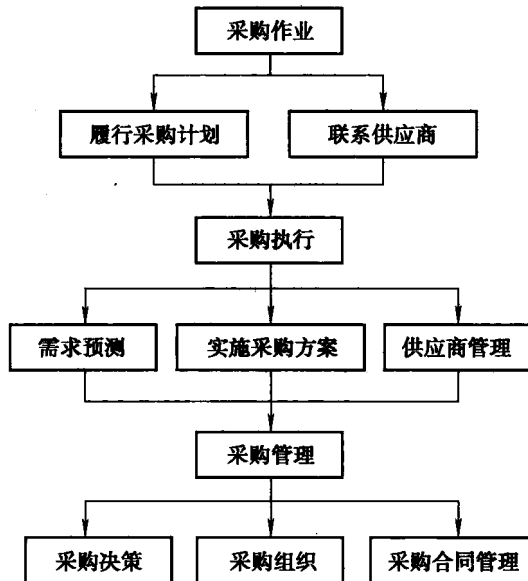 采购作业
履行采购计划
联系供应商
采购执行
需求预测
实施采购方案
供应商管理
采购管理
采购决策
采购组织
采购合同管理